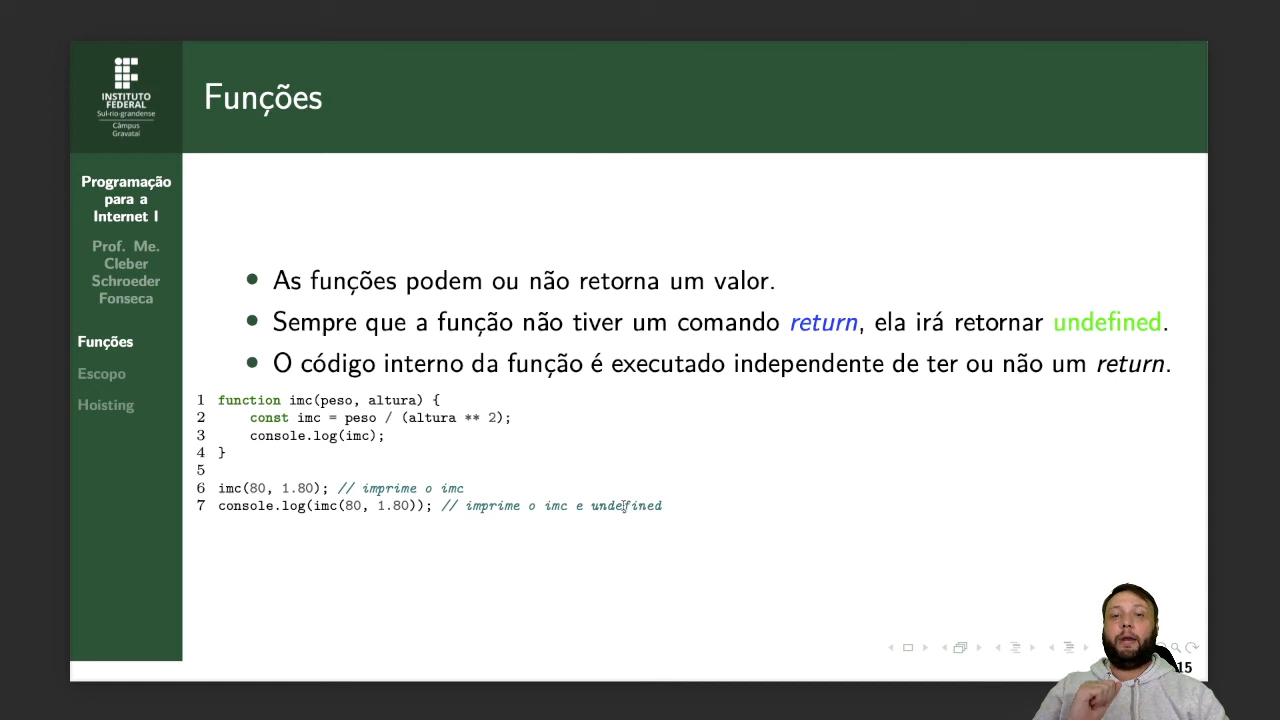 INSTITUTO
FEDERAL
Sul-rio-grandense
Câmpus
Gravataí
Funções
Programação
para a
Internet I
Prof. Me.
Cleber
Schroeder
Fonseca
Funções
Escopo
Hoisting
• As funções podem ou não retorna um valor.
• Sempre que a função não tiver um comando return, ela irá retornar undefined.
• O código interno da função é executado independente de ter ou não um return.
1 function imc(peso, altura) {
2 const imc = peso / (altura ** 2);
3 console.log(imc);
4 }
5
6 imc(80, 1.80); // imprime o imc
7 console.log(imc(80, 1.80)); // imprime o imc e undefined
15